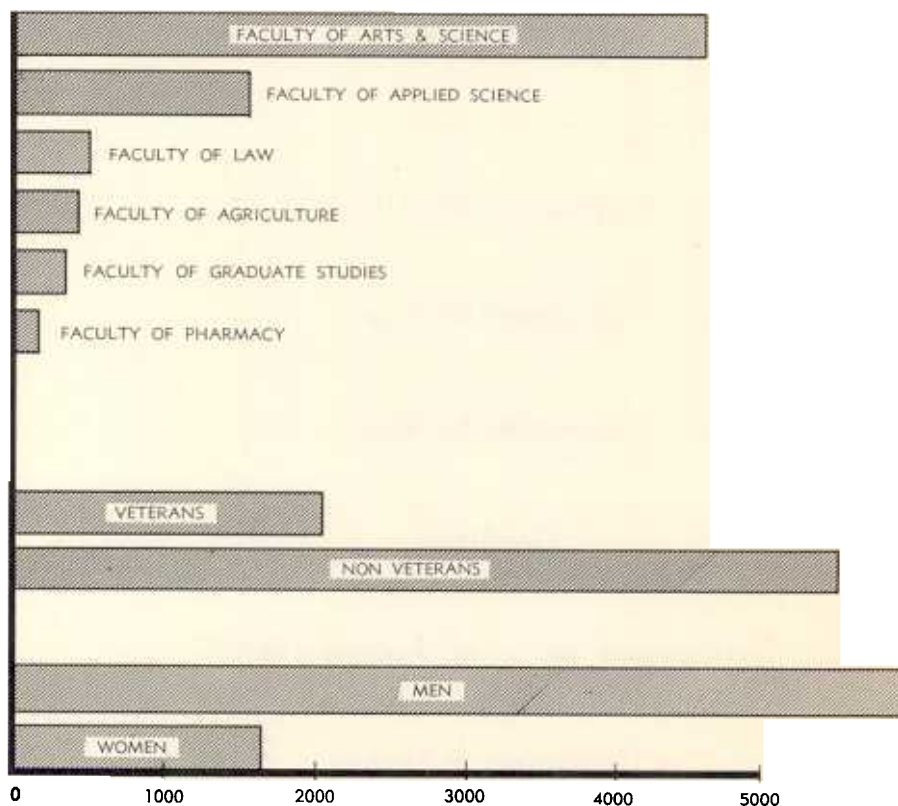 FACULTY OF ARTS & SCIENCE
FACULTY OF APPLIED SCIENCE
FACULTY OF LAW
FACULTY OF AGRICULTURE
FACULTY OF GRADUATE STUDIES
FACULTY OF PHARMACY
VETERANS
NON VETERANS
MEN
WOMEN
0 1000 2000 3000 4000 5000